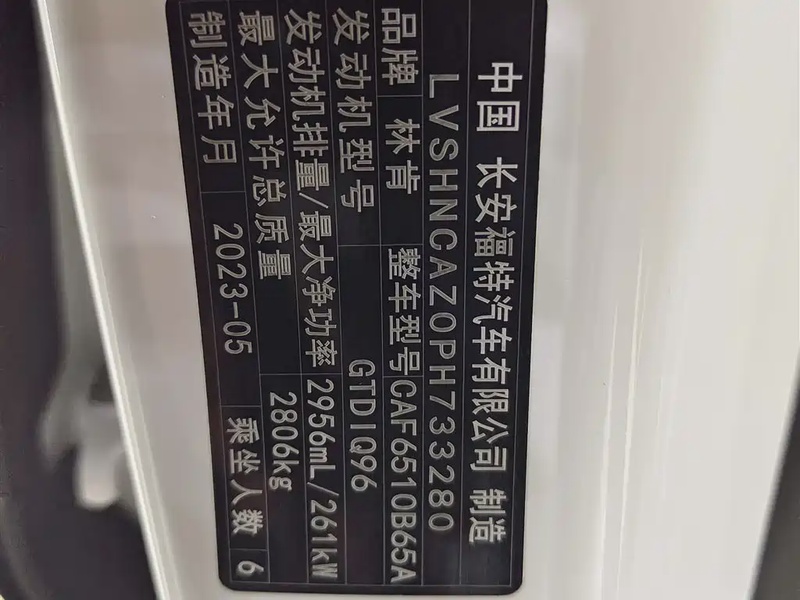 中国 长安福特汽车有限公司 制造
LVSHNCAZ0PH733280
品牌 林肯 整车型号 CAF6510B65A
发动机型号 GTDIQ96
发动机排量/最大净功率 2956mL/261kW
最大允许总质量 2806kg
制造年月 2023-05 乘坐人数 6